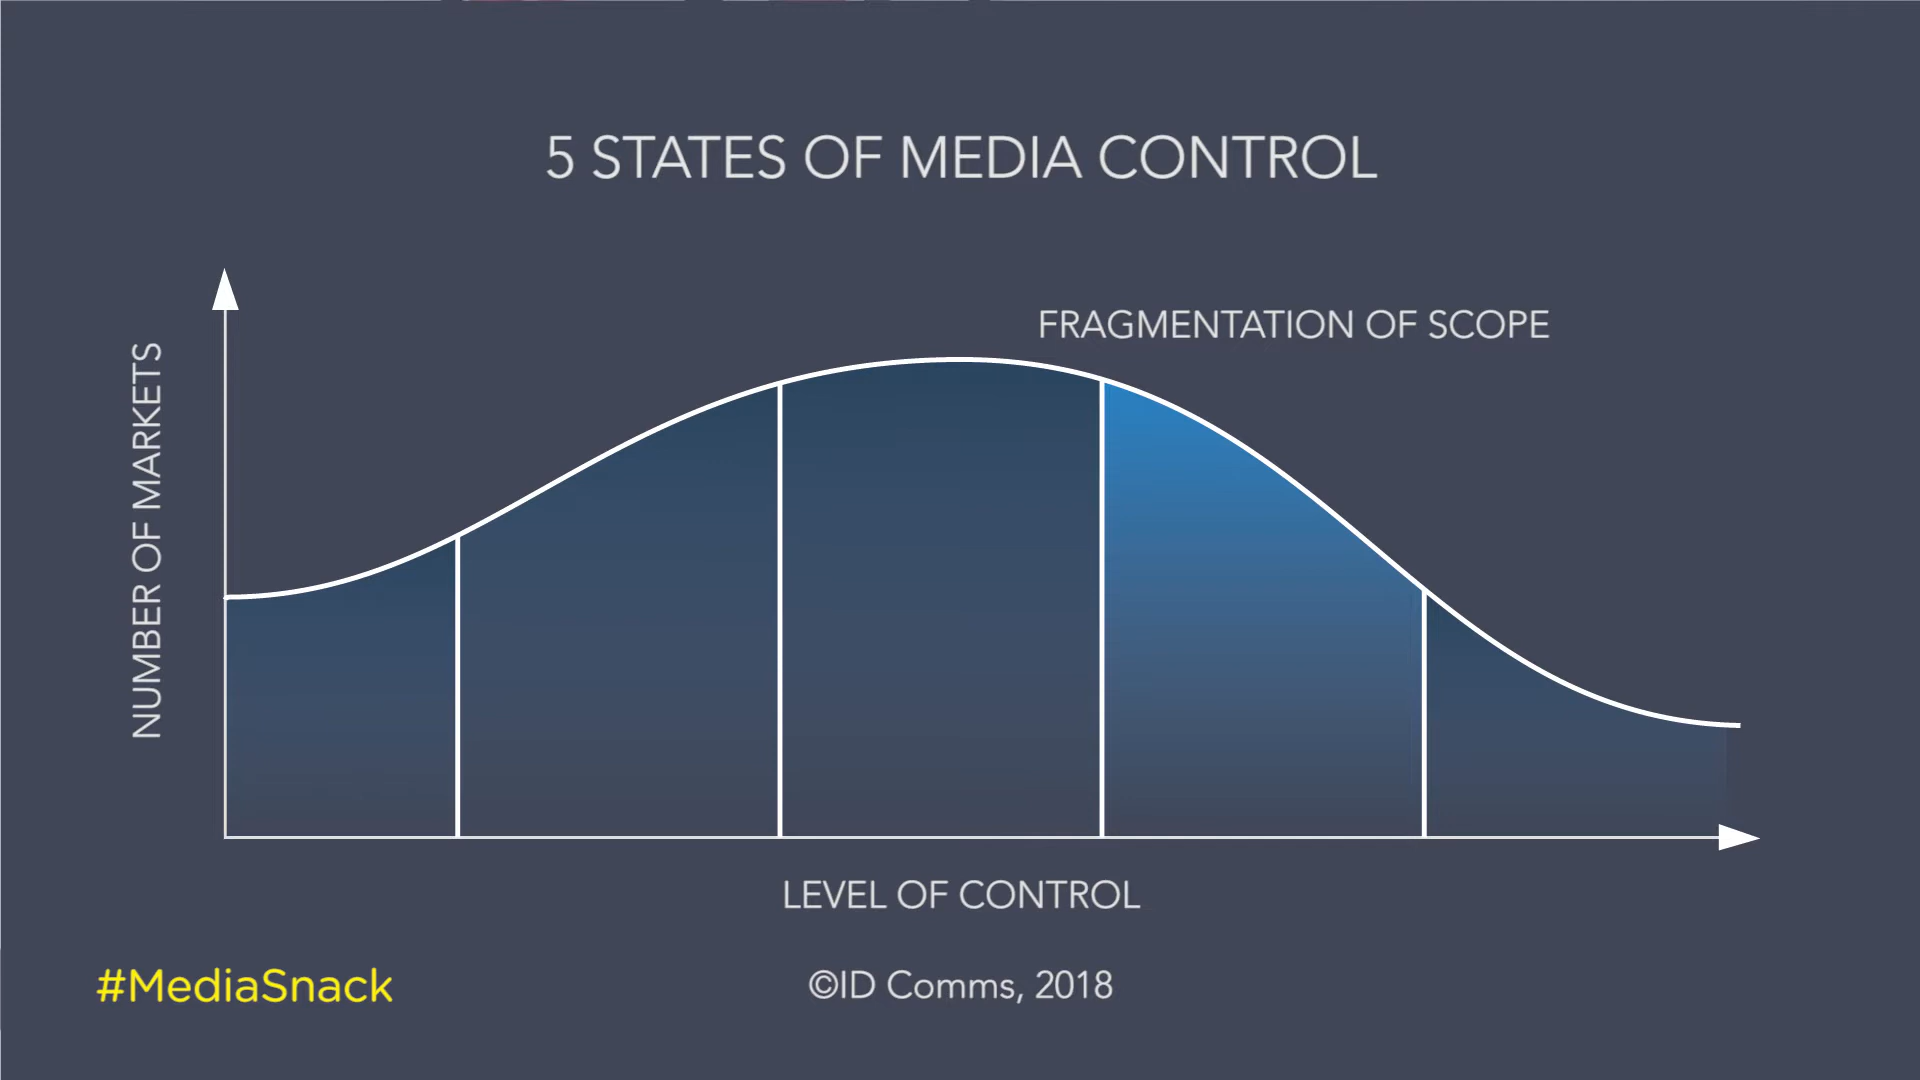 5 STATES OF MEDIA CONTROL
FRAGMENTATION OF SCOPE
NUMBER OF MARKETS
LEVEL OF CONTROL
#MediaSnack
©ID Comms, 2018